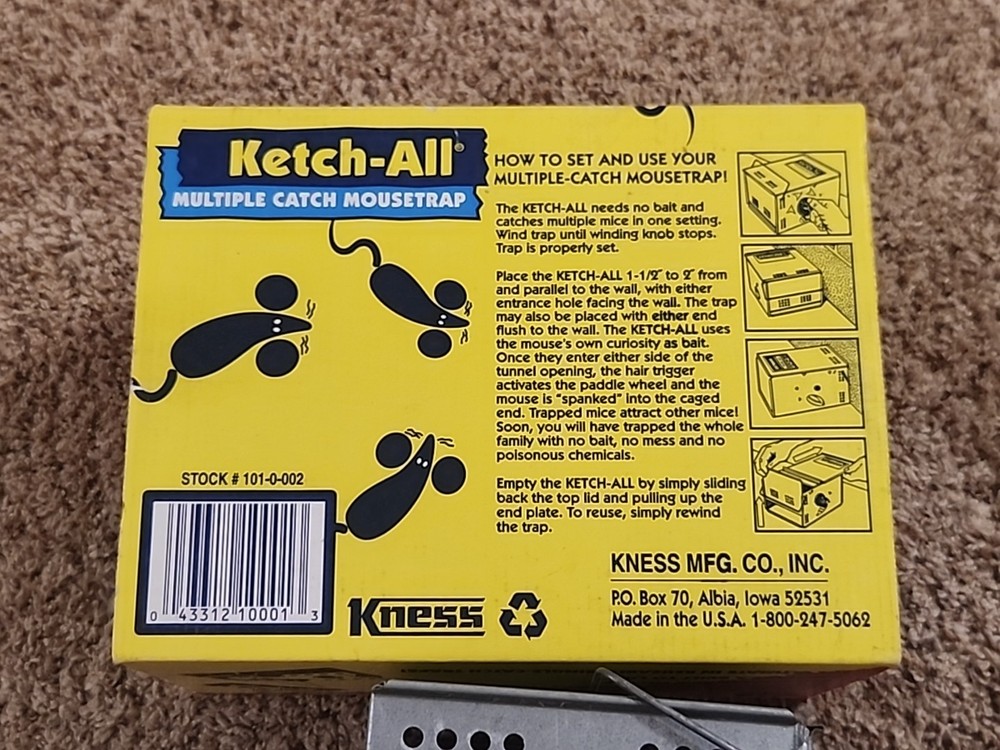 Ketch-All®
MULTIPLE CATCH MOUSETRAP
HOW TO SET AND USE YOUR
MULTIPLE-CATCH MOUSETRAP!
The KETCH-ALL needs no bait and
catches multiple mice in one setting.
Wind trap until winding knob stops.
Trap is properly set.
Place the KETCH-ALL 1-1/2" to 2" from
and parallel to the wall, with either
entrance hole facing the wall. The trap
may also be placed with either end
flush to the wall. The KETCH-ALL uses
the mouse's own curiosity as bait.
Once they enter either side of the
tunnel opening, the hair trigger
activates the paddle wheel and the
mouse is "spanked" into the caged
end. Trapped mice attract other mice!
Soon, you will have trapped the whole
family with no bait, no mess and no
poisonous chemicals.
Empty the KETCH-ALL by simply sliding
back the top lid and pulling up the
end plate. To reuse, simply rewind
the trap.
STOCK # 101-0-002
0 43312 10001 3
Kness
KNESS MFG. CO., INC.
P.O. Box 70, Albia, Iowa 52531
Made in the U.S.A. 1-800-247-5062